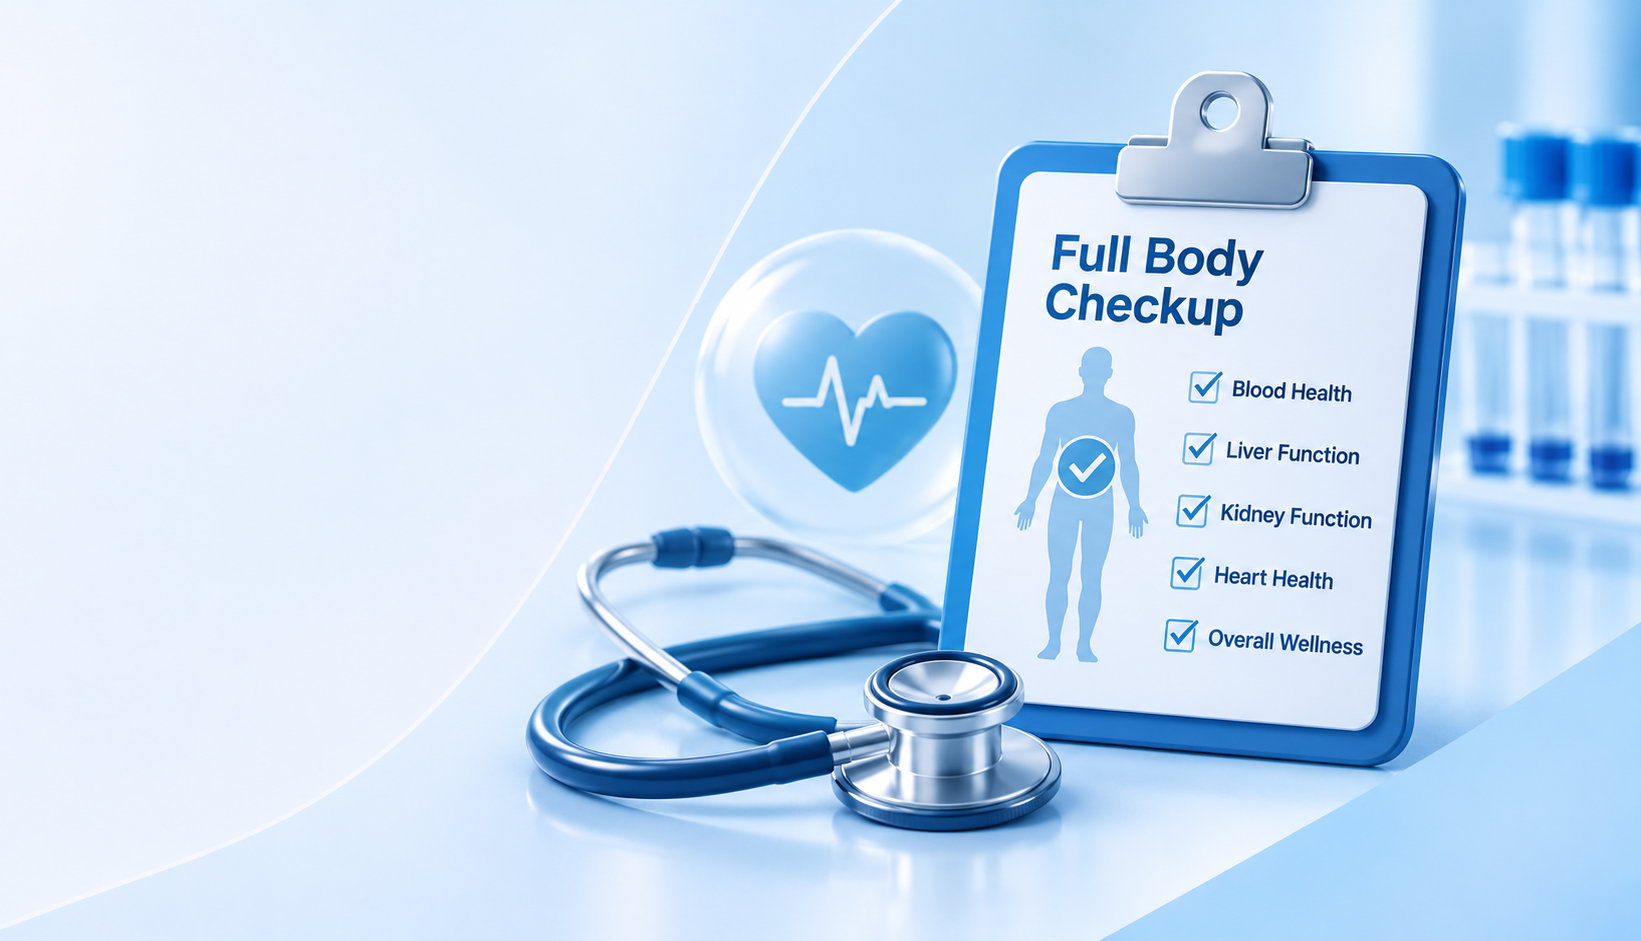 Full Body
Checkup
Blood Health
Liver Function
Kidney Function
Heart Health
Overall Wellness